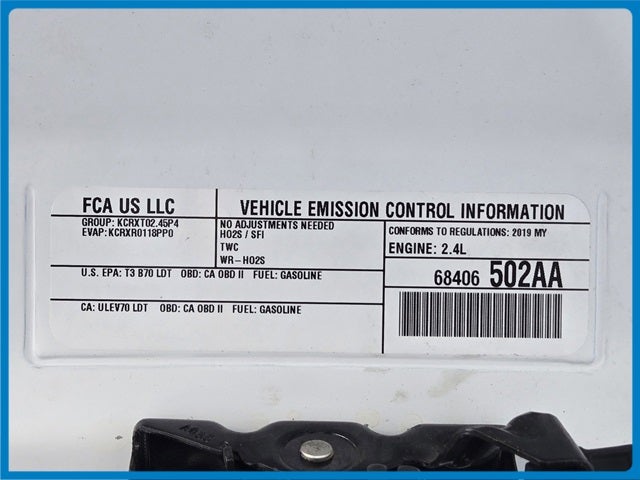 FCA US LLC
VEHICLE EMISSION CONTROL INFORMATION
GROUP: KCRXT02.45P4
EVAP: KCRXR0118PP0
NO ADJUSTMENTS NEEDED
HO2S / SFI
TWC
WR-HO2S
CONFORMS TO REGULATIONS: 2019 MY
ENGINE: 2.4L
U.S. EPA: T3 B70 LDT OBD: CA OBD II FUEL: GASOLINE
68406 502AA
CA: ULEV70 LDT OBD: CA OBD II FUEL: GASOLINE